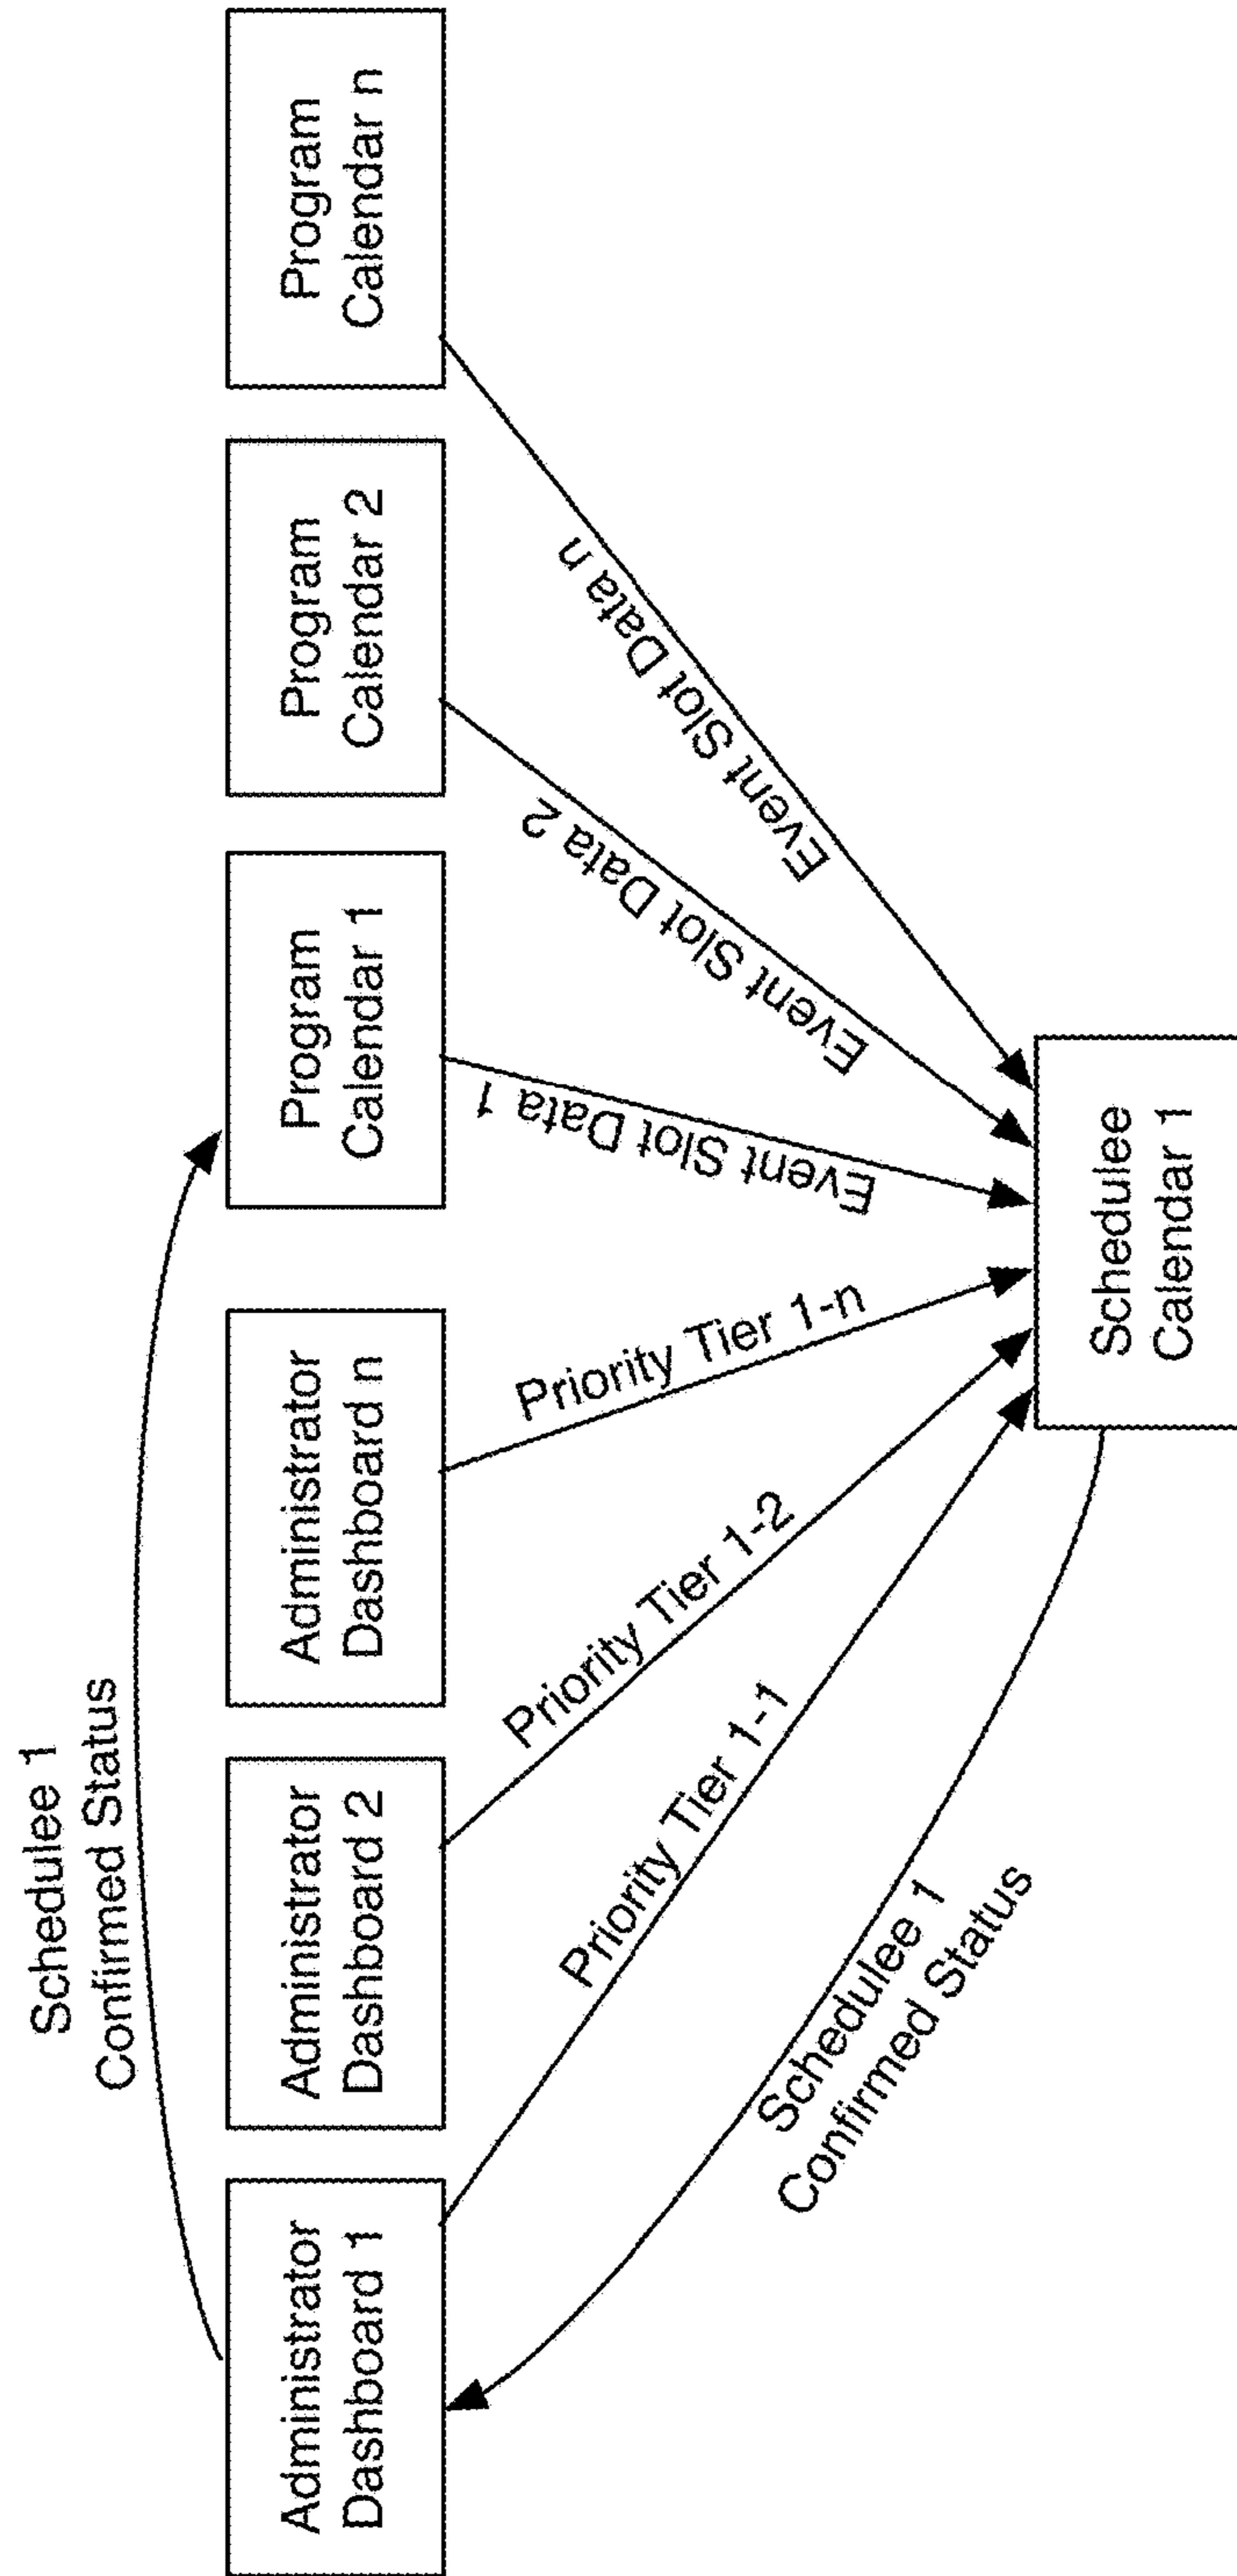 Schedulee 1
Confirmed Status
Administrator
Dashboard 1
Administrator
Dashboard 2
Administrator
Dashboard n
Program
Calendar 1
Program
Calendar 2
Program
Calendar n
Priority Tier 1-1
Priority Tier 1-2
Priority Tier 1-n
Event Slot Data 1
Event Slot Data 2
Event Slot Data n
Schedulee 1
Confirmed Status
Schedulee
Calendar 1